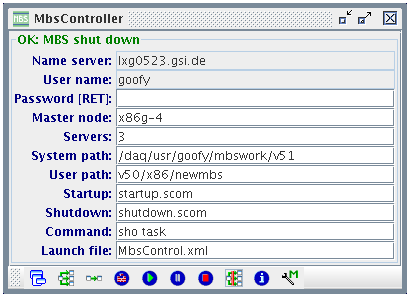 MBS MbsController
OK: MBS shut down
Name server: lxg0523.gsi.de
User name: goofy
Password [RET]:
Master node: x86g-4
Servers: 3
System path: /daq/usr/goofy/mbswork/v51
User path: v50/x86/newmbs
Startup: startup.scom
Shutdown: shutdown.scom
Command: sho task
Launch file: MbsControl.xml
M